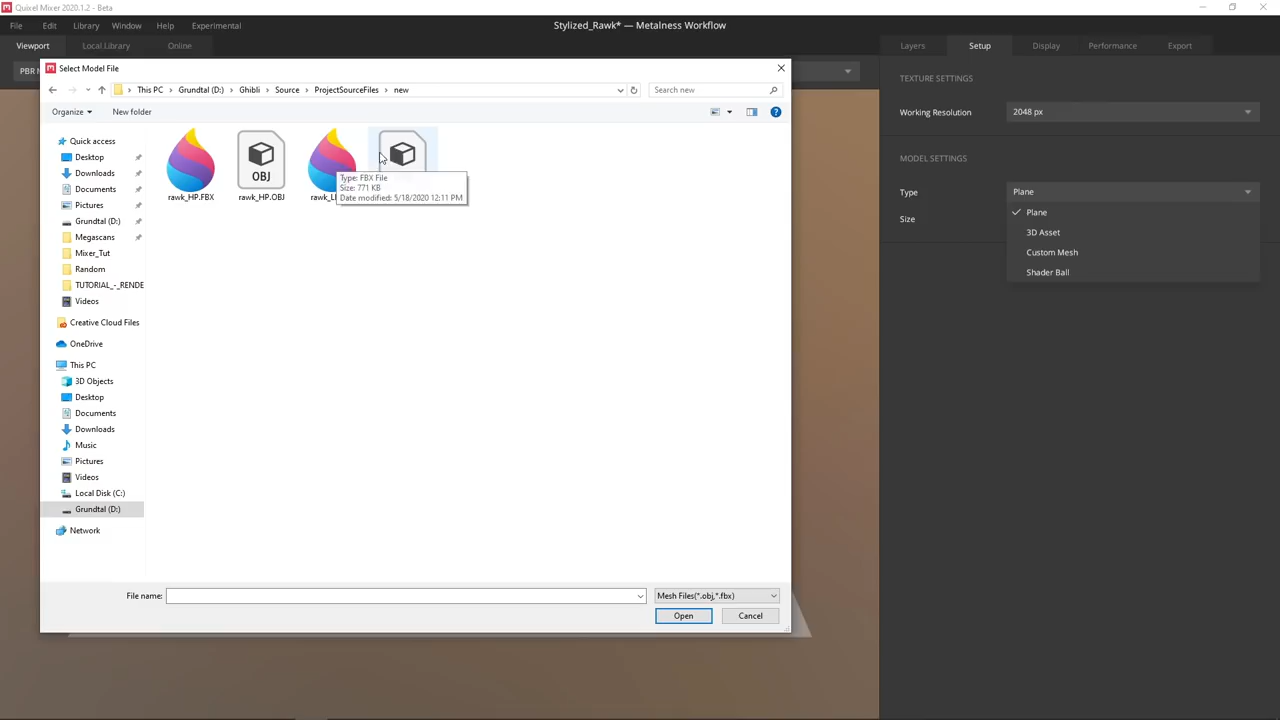 Quixel Mixer 2020.1.2 - Beta
File Edit Library Window Help Experimental
Stylized_Rawk* — Metalness Workflow
Viewport Local Library Online
Layers Setup Display Performance Export
PBR
Select Model File
This PC Grundtal (D:) Ghibli Source ProjectSourceFiles new
Search new
Organize New folder
Quick access
Desktop
Downloads
Documents
Pictures
Grundtal (D:)
Megascans
Mixer_Tut
Random
TUTORIAL_-_RENDE
Videos
Creative Cloud Files
OneDrive
This PC
3D Objects
Desktop
Documents
Downloads
Music
Pictures
Videos
Local Disk (C:)
Grundtal (D:)
Network
OBJ
rawk_HP.FBX rawk_HP.OBJ
Type: FBX File
Size: 771 KB
Date modified: 5/18/2020 12:11 PM
File name:
Mesh Files(*.obj,*.fbx)
Open Cancel
TEXTURE SETTINGS
Working Resolution 2048 px
MODEL SETTINGS
Type Plane
Size
Plane
3D Asset
Custom Mesh
Shader Ball